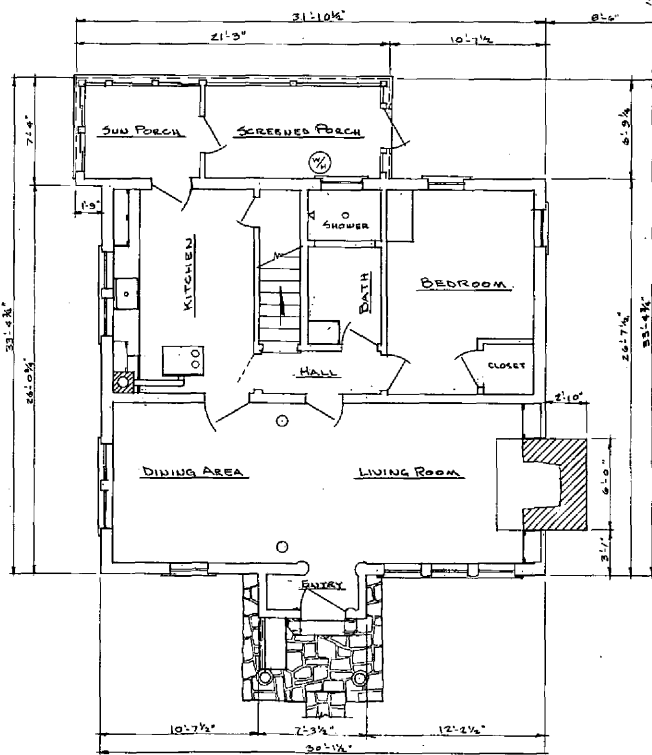 31'-10½"
8'-6"
21'-3"
10'-7½"
SUN PORCH
SCREENED PORCH
W/H
7'-4"
6'-9¼"
1'-9"
SHOWER
KITCHEN
BATH
BEDROOM
33'-4¾"
26'-0¾"
26'-7½"
33'-4¾"
HALL
CLOSET
2'-10"
DINING AREA
LIVING ROOM
6'-0"
3'-1"
ENTRY
10'-7½"
7'-3½"
12'-2½"
30'-1½"